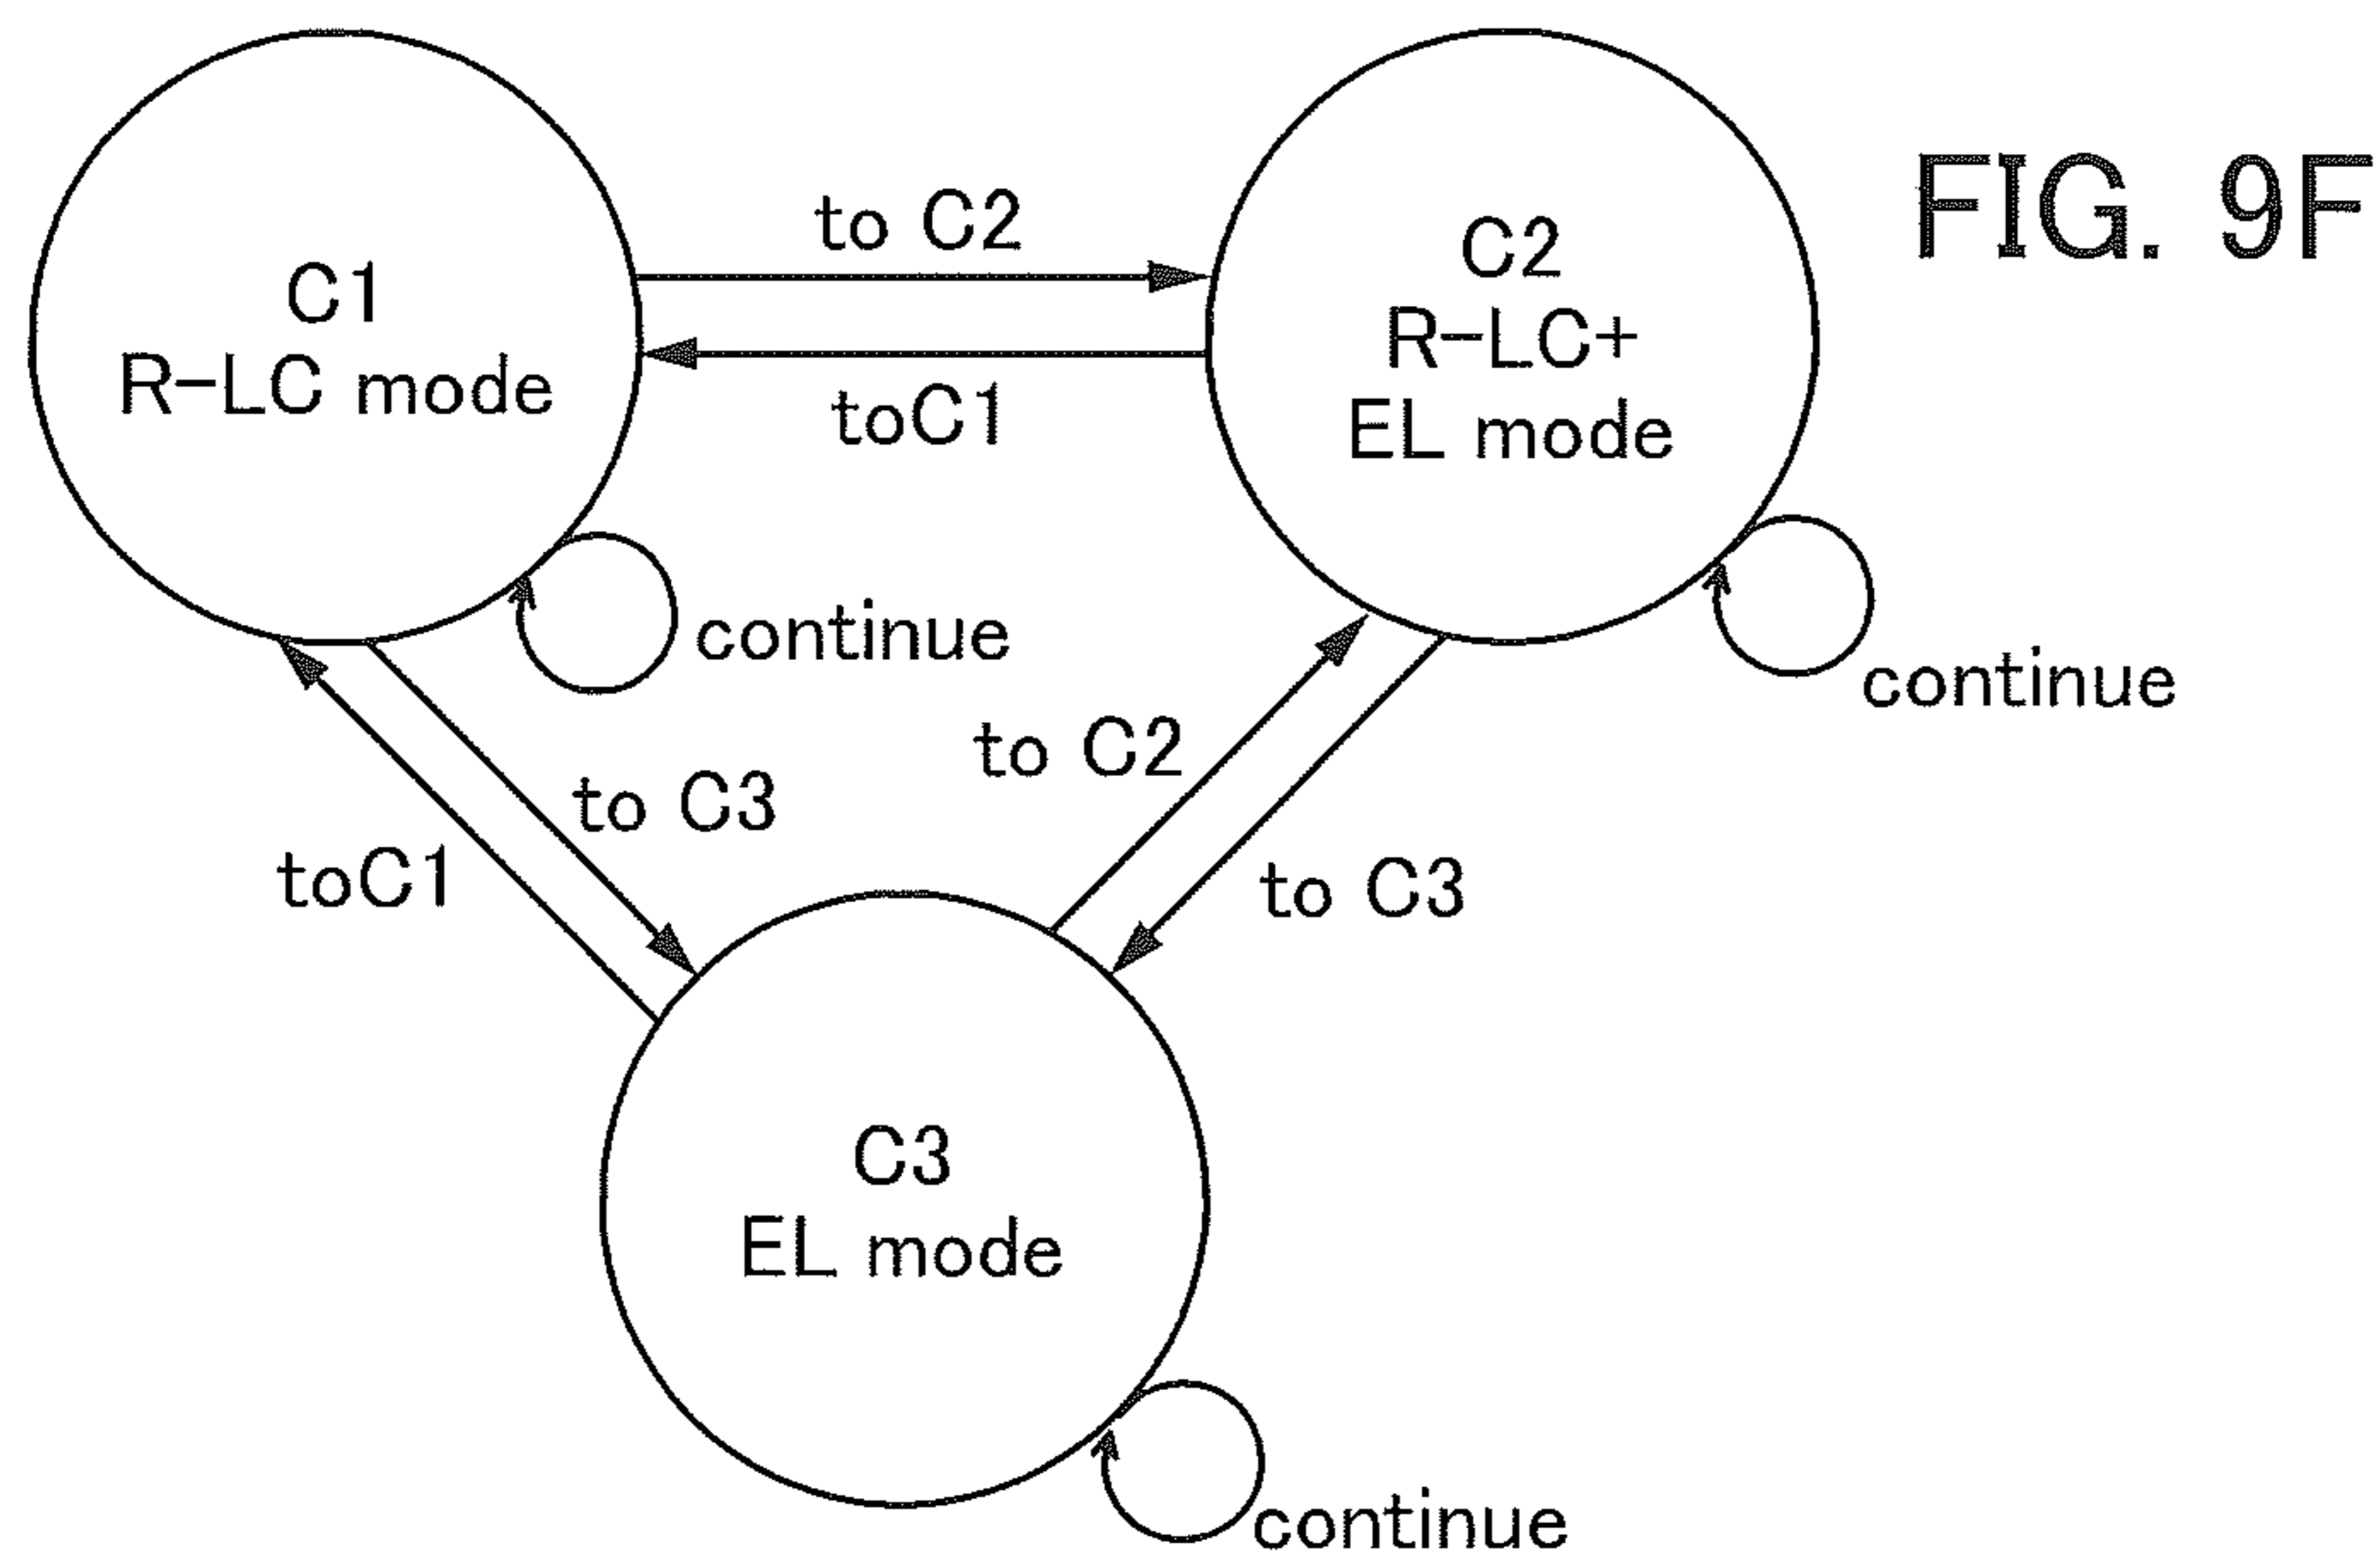 FIG. 9F
to C2
C1
R-LC mode
C2
R-LC+
EL mode
toC1
continue
continue
to C2
to C3
toC1
to C3
C3
EL mode
continue